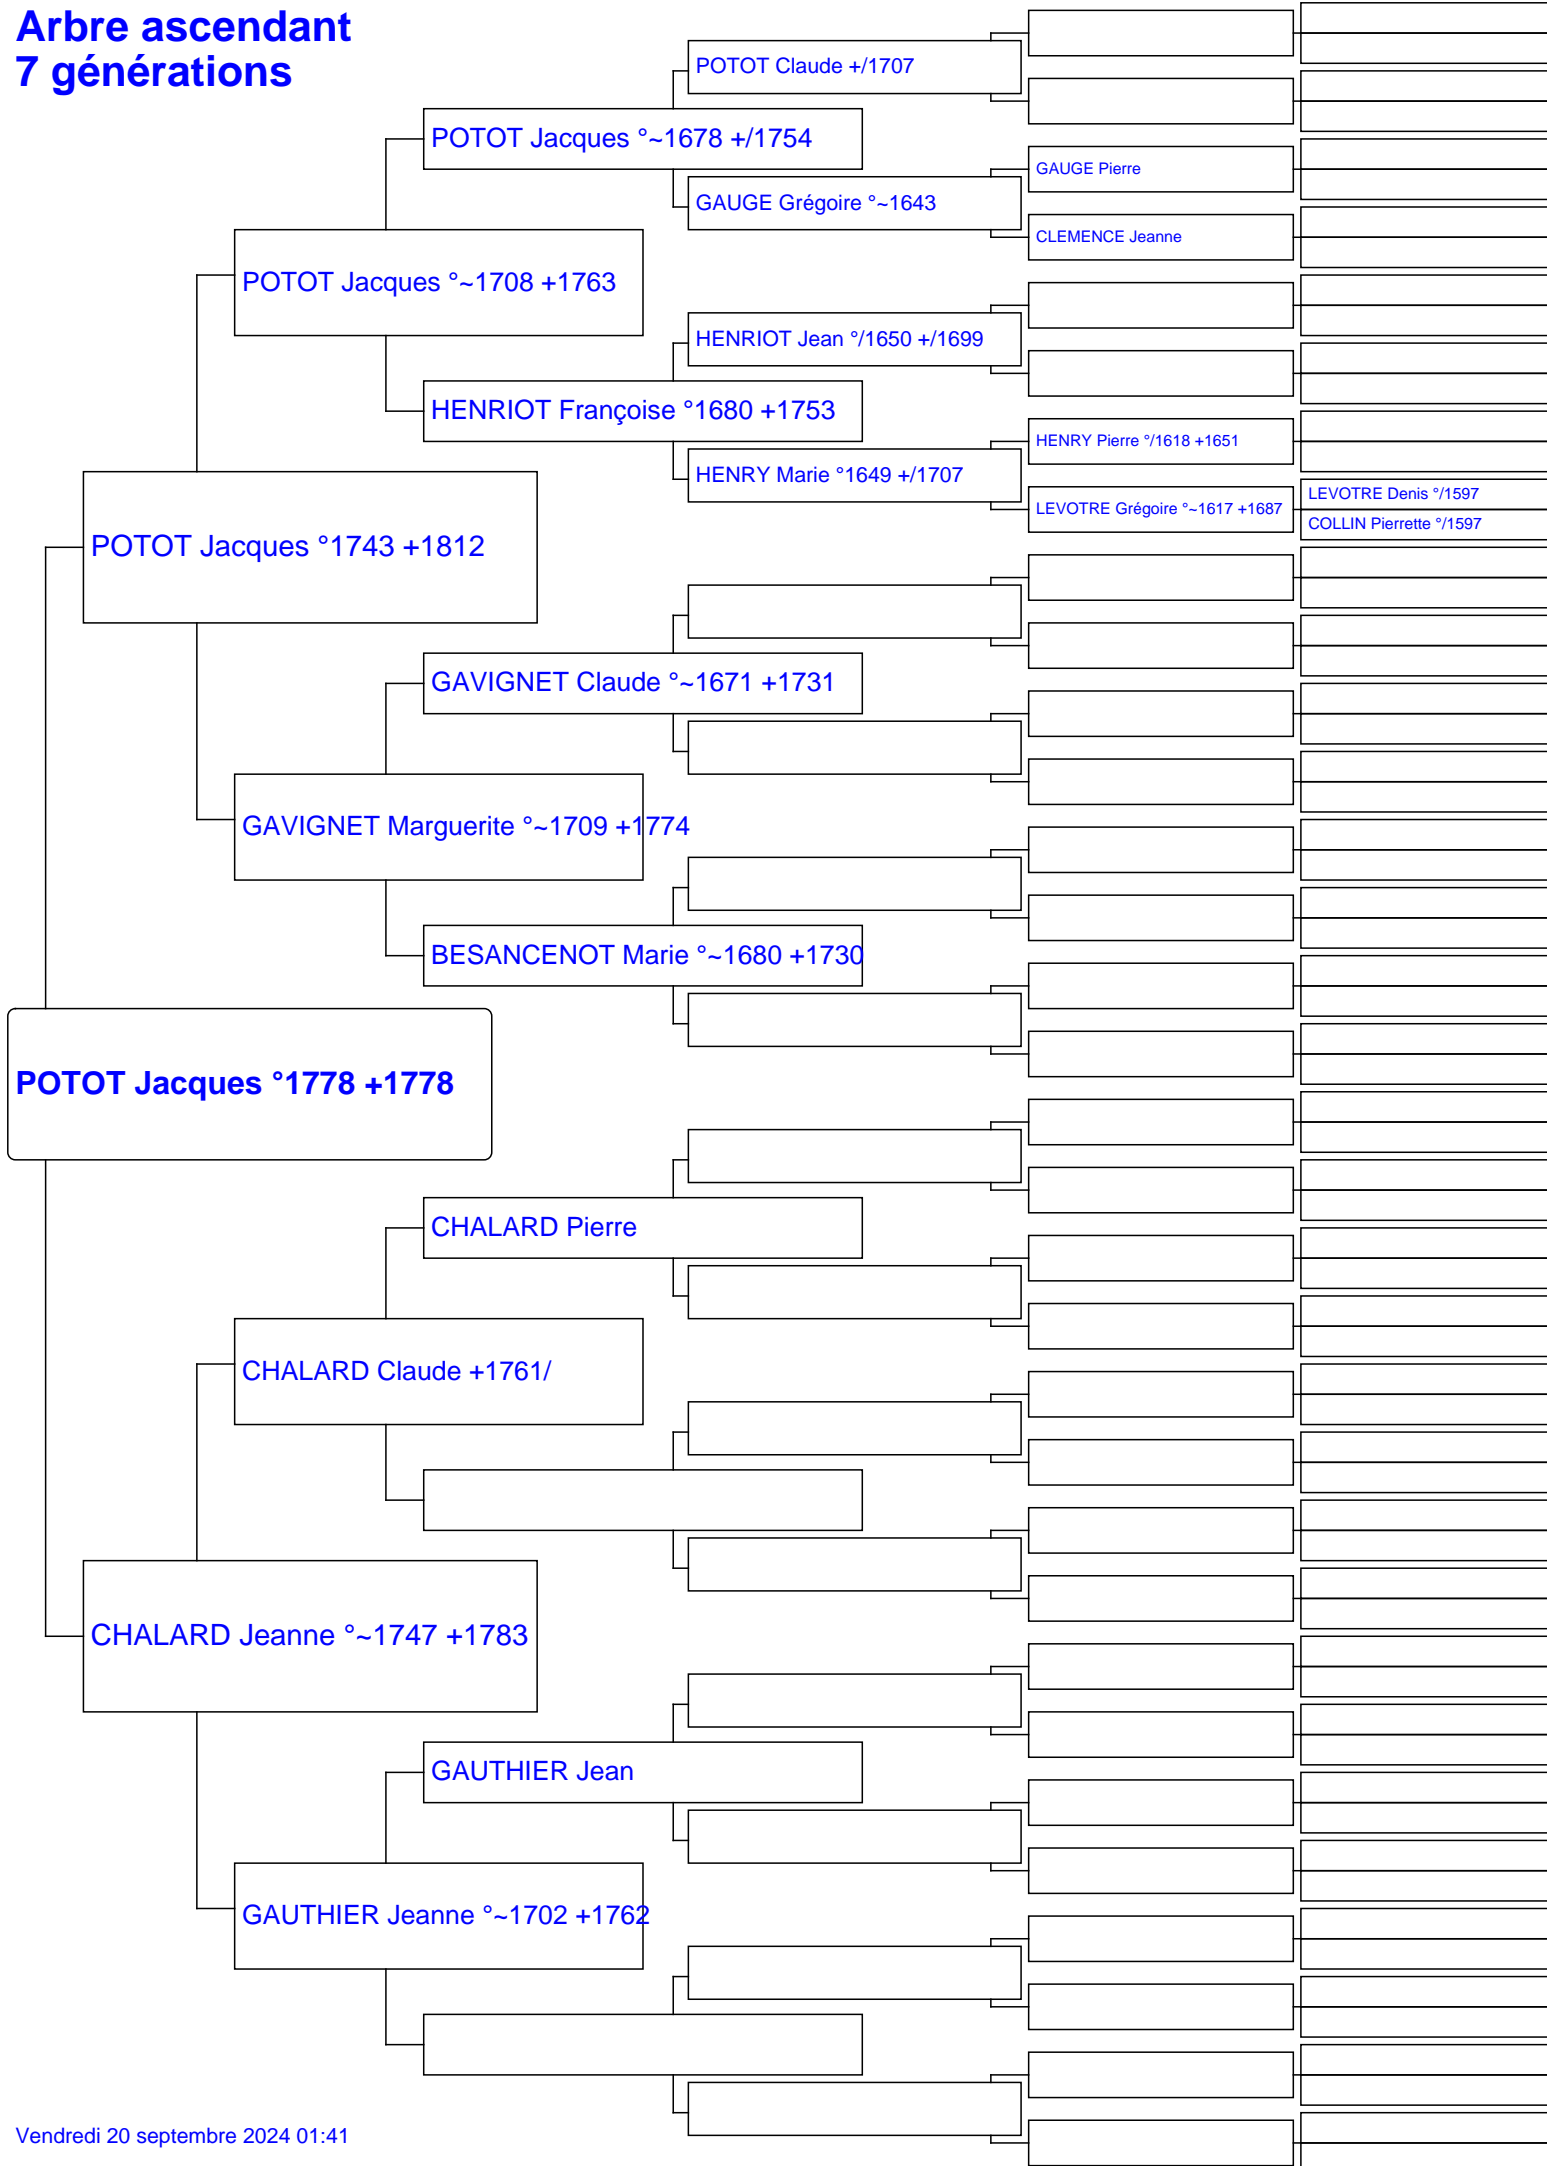 Arbre ascendant
7 générations
POTOT Claude +/1707
POTOT Jacques °~1678 +/1754
GAUGE Pierre
GAUGE Grégoire °~1643
CLEMENCE Jeanne
POTOT Jacques °~1708 +1763
HENRIOT Jean °/1650 +/1699
HENRIOT Françoise °1680 +1753
HENRY Pierre °/1618 +1651
HENRY Marie °1649 +/1707
LEVOTRE Denis °/1597
LEVOTRE Grégoire °~1617 +1687
COLLIN Pierrette °/1597
POTOT Jacques °1743 +1812
GAVIGNET Claude °~1671 +1731
GAVIGNET Marguerite °~1709 +1774
BESANCENOT Marie °~1680 +1730
POTOT Jacques °1778 +1778
CHALARD Pierre
CHALARD Claude +1761/
CHALARD Jeanne °~1747 +1783
GAUTHIER Jean
GAUTHIER Jeanne °~1702 +1762
Vendredi 20 septembre 2024 01:41